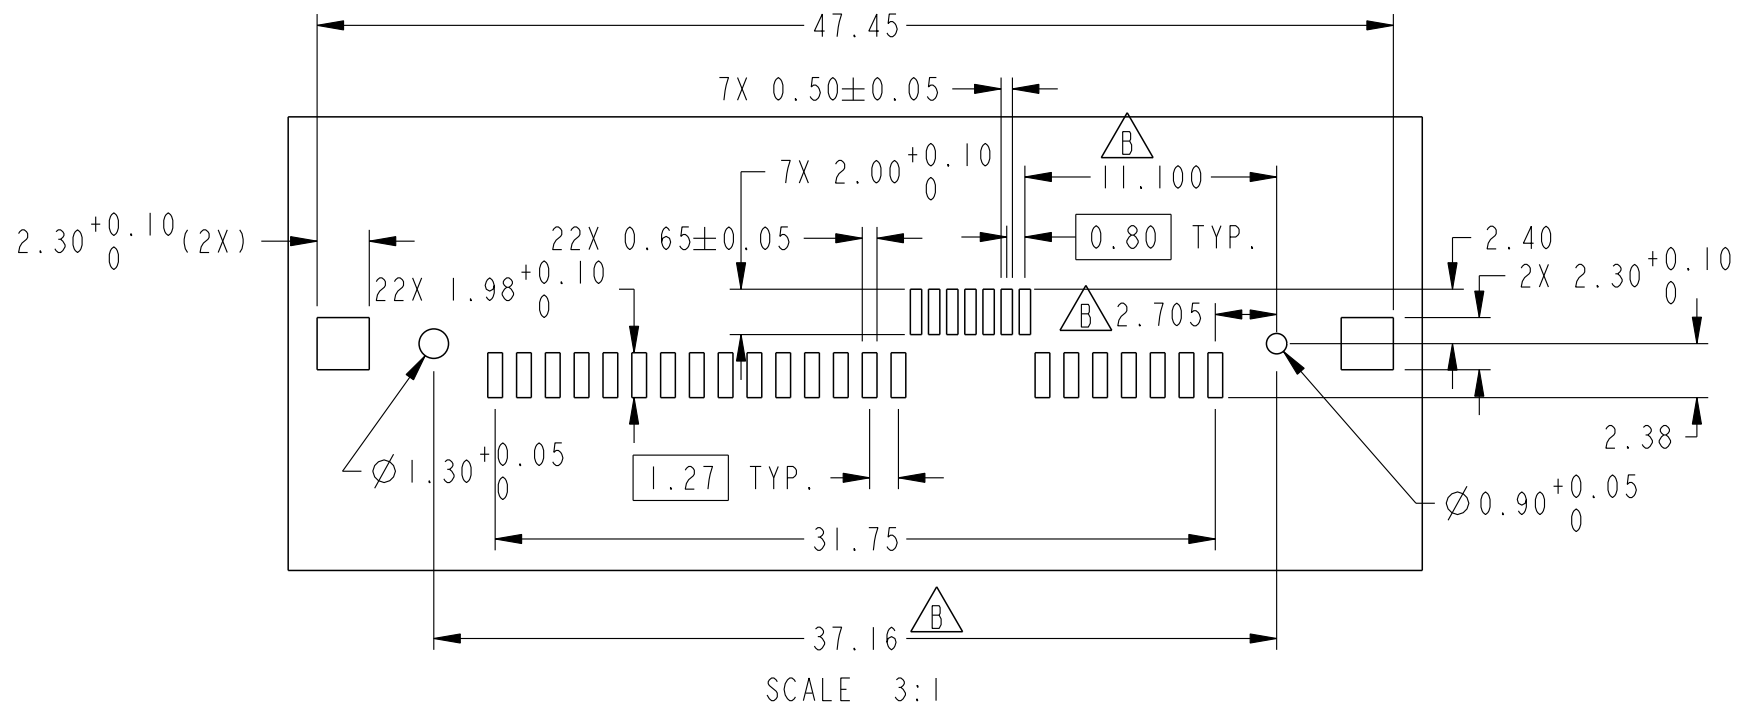 47.45
7X 0.50±0.05
B
7X 2.00 +0.10 0
11.100
2.30 +0.10 0 (2X)
22X 0.65±0.05
0.80 TYP.
2.40
2X 2.30 +0.10 0
22X 1.98 +0.10 0
B 2.705
2.38
Ø1.30 +0.05 0
1.27 TYP.
Ø0.90 +0.05 0
31.75
B
37.16
SCALE 3:1